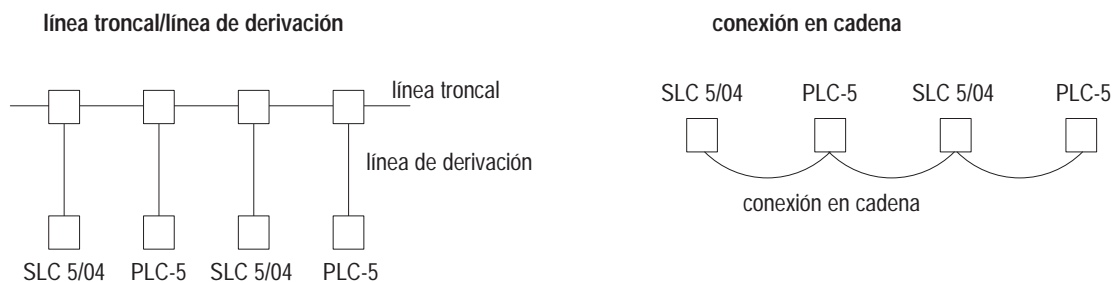 línea troncal/línea de derivación
línea troncal
línea de derivación
SLC 5/04 PLC-5 SLC 5/04 PLC-5
conexión en cadena
SLC 5/04 PLC-5 SLC 5/04 PLC-5
conexión en cadena